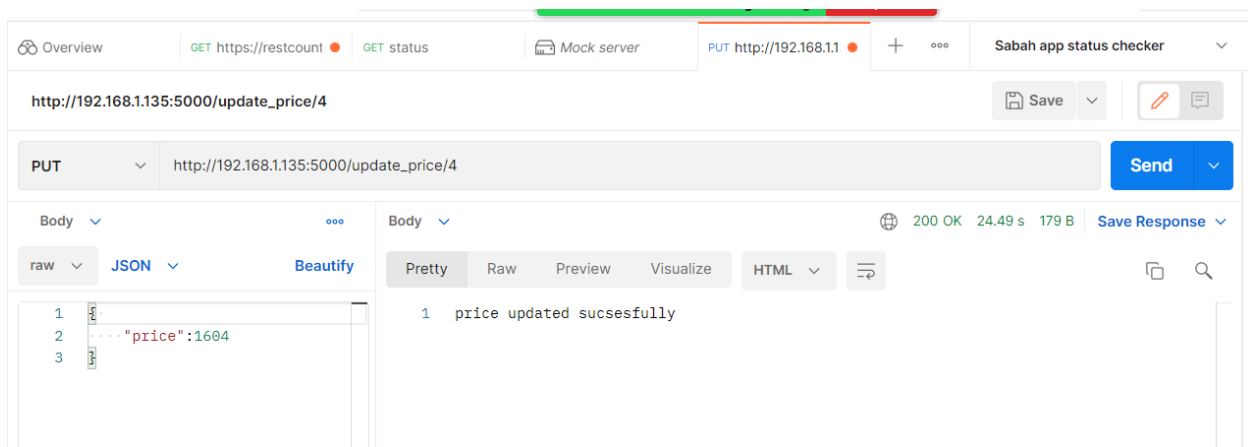 Overview GET https://restcount GET status Mock server PUT http://192.168.1.1 Sabah app status checker
http://192.168.1.135:5000/update_price/4 Save
PUT http://192.168.1.135:5000/update_price/4 Send
Body Body 200 OK 24.49 s 179 B Save Response
raw JSON Beautify Pretty Raw Preview Visualize HTML
1 { 1 price updated sucsesfully
2 "price":1604
3 }